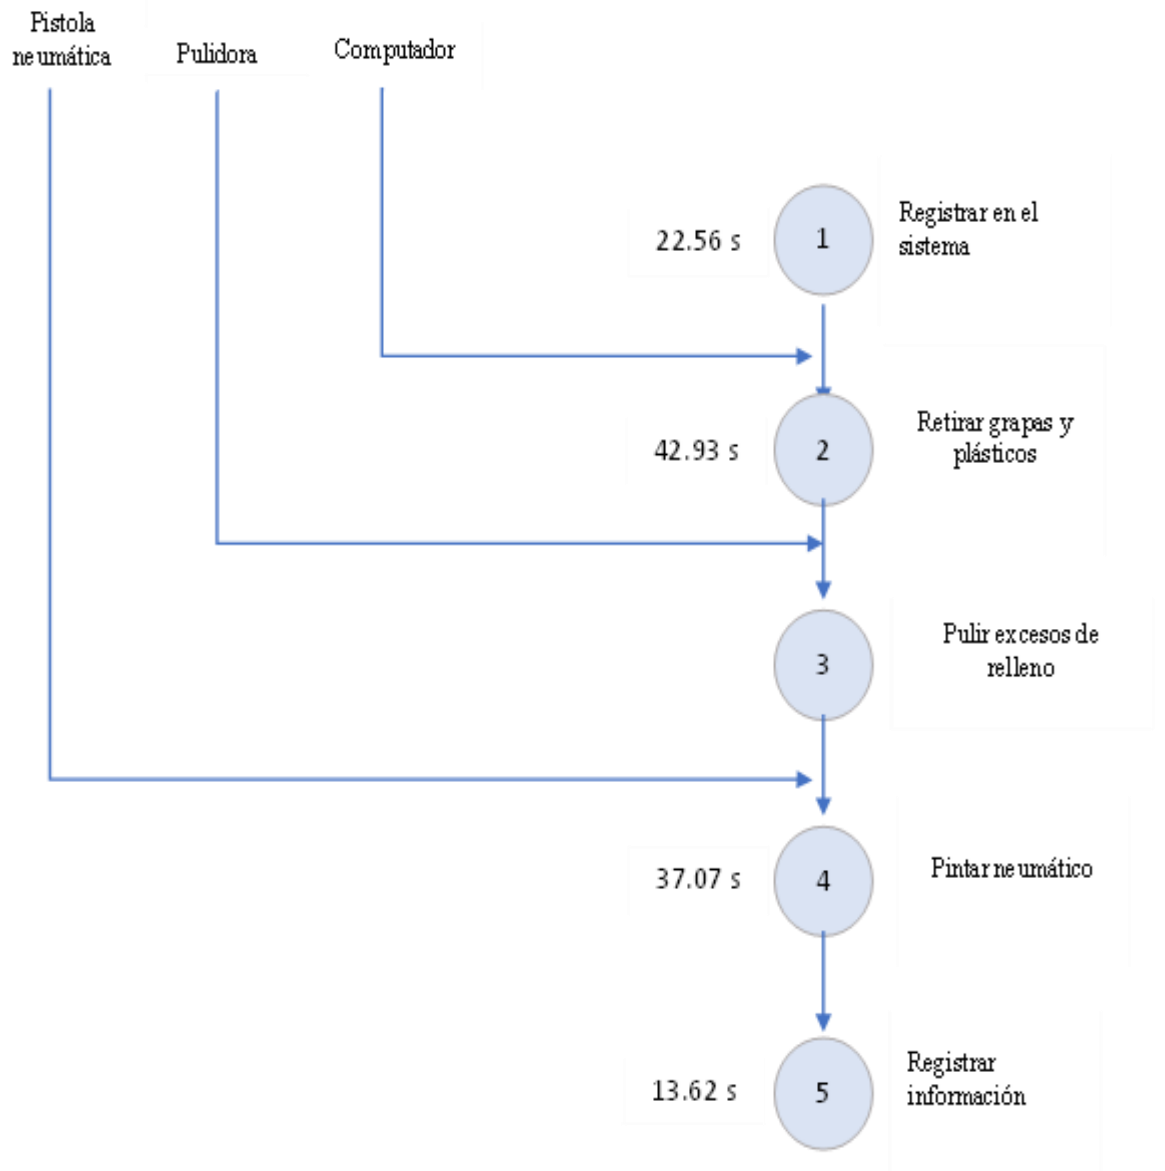 Pistola
neumática
Pulidora
Computador
22.56 s
1
Registrar en el
sistema
42.93 s
2
Retirar grapas y
plásticos
3
Pulir excesos de
relleno
37.07 s
4
Pintar neumático
13.62 s
5
Registrar
información